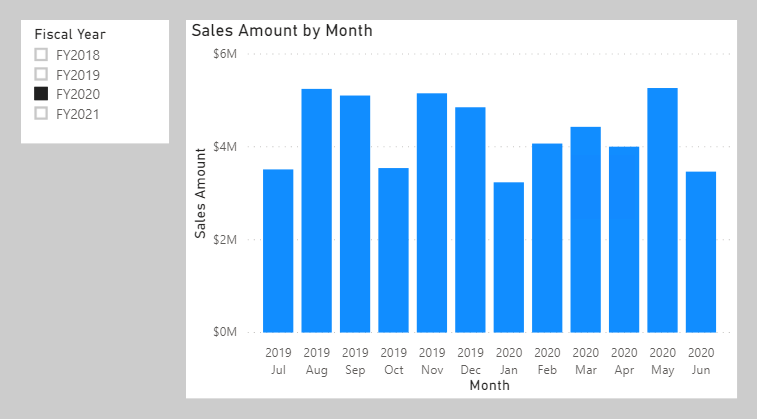 Fiscal Year
FY2018
FY2019
FY2020
FY2021
Sales Amount by Month
$6M
$4M
$2M
$0M
Sales Amount
2019 2019 2019 2019 2019 2019 2020 2020 2020 2020 2020 2020
Jul Aug Sep Oct Nov Dec Jan Feb Mar Apr May Jun
Month